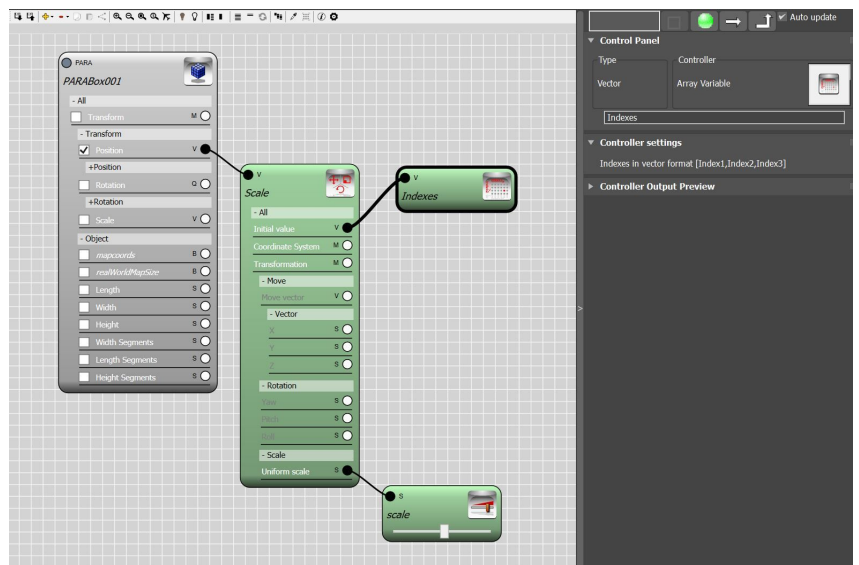 Auto update
Control Panel
Type
Controller
Vector
Array Variable
Indexes
Controller settings
Indexes in vector format [Index1,Index2,Index3]
Controller Output Preview
PARA
PARABox001
- All
Transform M
- Transform
Position V
+Position
Rotation Q
+Rotation
Scale V
- Object
mapcoords B
realWorldMapSize B
Length S
Width S
Height S
Width Segments S
Length Segments S
Height Segments S
V
Scale
- All
Initial value V
Coordinate System M
Transformation M
- Move
Move vector V
- Vector
X S
Y S
Z S
- Rotation
Yaw S
Pitch S
Roll S
- Scale
Uniform scale S
V
Indexes
S
scale